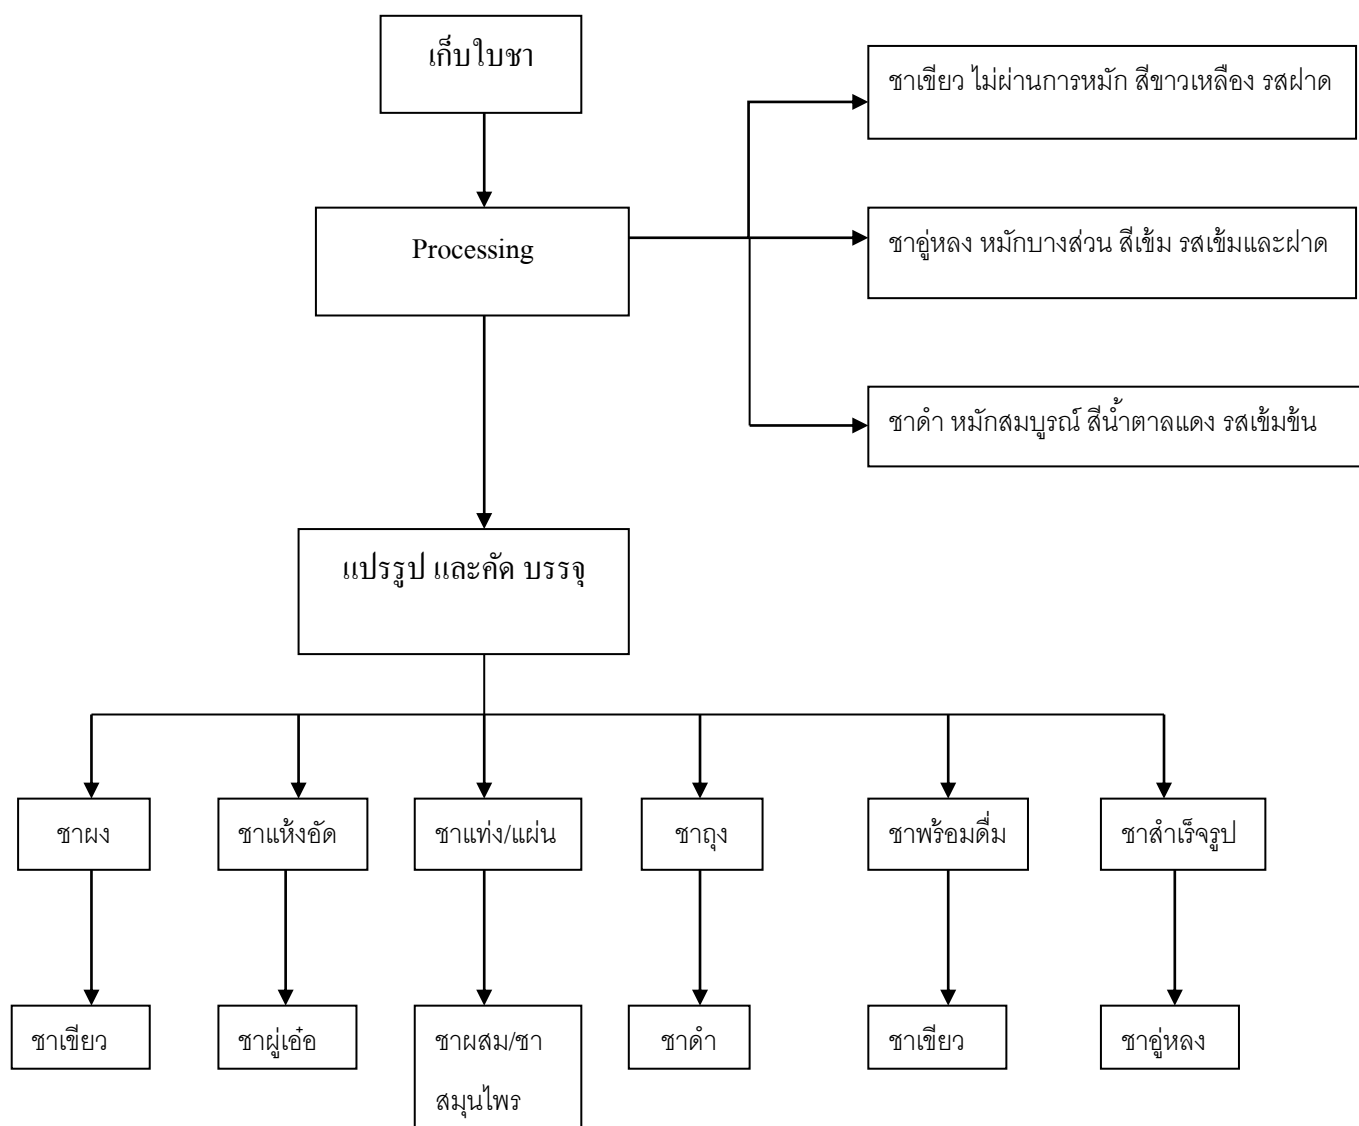 เก็บใบชา
ชาเขียว ไม่ผ่านการหมัก สีขาวเหลือง รสฝาด
Processing
ชาอู่หลง หมักบางส่วน สีเข้ม รสเข้มและฝาด
ชาดำ หมักสมบูรณ์ สีน้ำตาลแดง รสเข้มข้น
แปรรูป และคัด บรรจุ
ชาผง
ชาแห้งอัด
ชาแท่ง/แผ่น
ชาถุง
ชาพร้อมดื่ม
ชาสำเร็จรูป
ชาเขียว
ชาผู่เอ๋อ
ชาผสม/ชา
สมุนไพร
ชาดำ
ชาเขียว
ชาอู่หลง